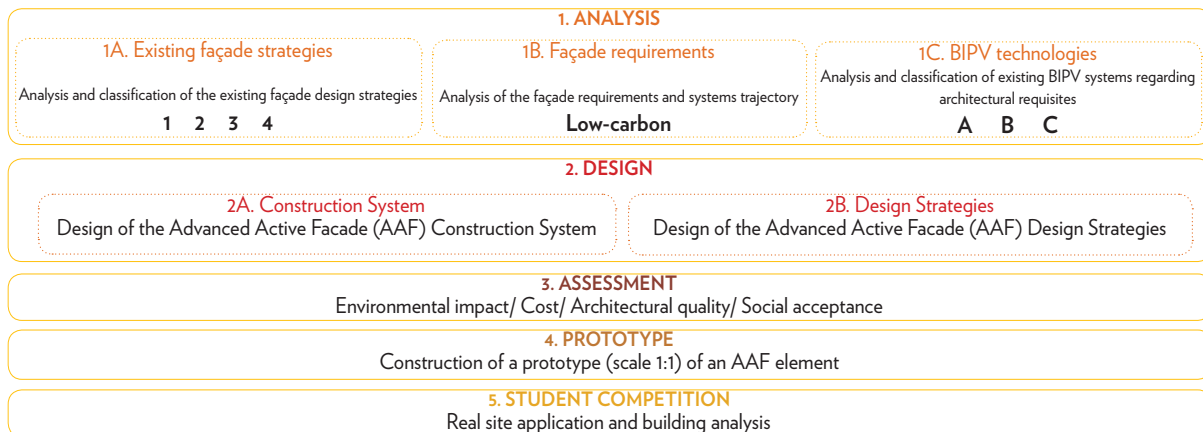 1. ANALYSIS
1A. Existing façade strategies
Analysis and classification of the existing façade design strategies
1 2 3 4
1B. Façade requirements
Analysis of the façade requirements and systems trajectory
Low-carbon
1C. BIPV technologies
Analysis and classification of existing BIPV systems regarding
architectural requisites
A B C
2. DESIGN
2A. Construction System
Design of the Advanced Active Facade (AAF) Construction System
2B. Design Strategies
Design of the Advanced Active Facade (AAF) Design Strategies
3. ASSESSMENT
Environmental impact/ Cost/ Architectural quality/ Social acceptance
4. PROTOTYPE
Construction of a prototype (scale 1:1) of an AAF element
5. STUDENT COMPETITION
Real site application and building analysis